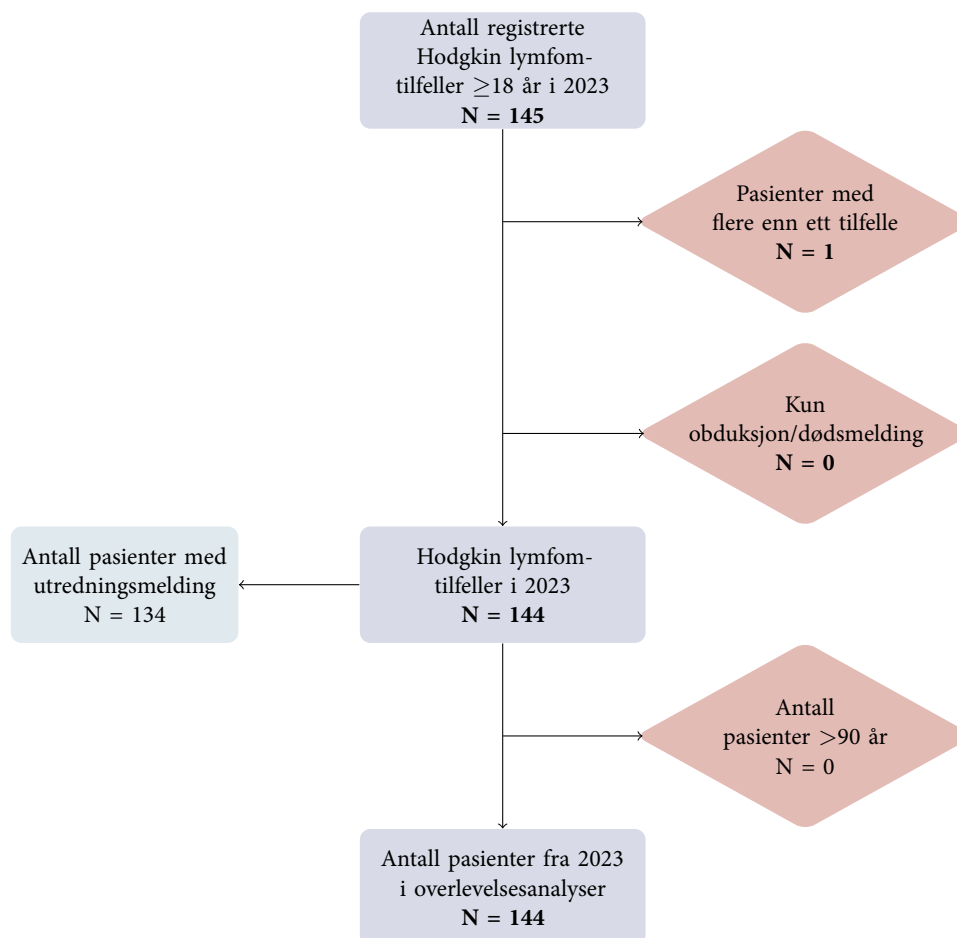 Antall registrerte
Hodgkin lymfom-
tilfeller ≥18 år i 2023
N = 145
Pasienter med
flere enn ett tilfelle
N = 1
Kun
obduksjon/dødsmelding
N = 0
Antall pasienter med
utredningsmelding
N = 134
Hodgkin lymfom-
tilfeller i 2023
N = 144
Antall
pasienter >90 år
N = 0
Antall pasienter fra 2023
i overlevelsesanalyser
N = 144